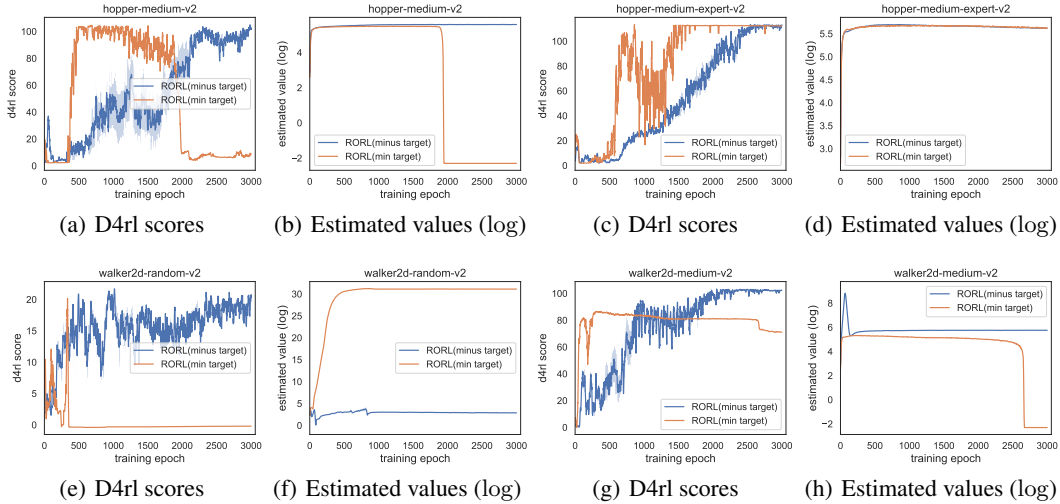 hopper-medium-v2
d4rl score
100
80
60
40
20
0
RORL(minus target)
RORL(min target)
0 500 1000 1500 2000 2500 3000
training epoch
(a) D4rl scores
hopper-medium-v2
estimated value (log)
4
2
0
−2
RORL(minus target)
RORL(min target)
0 500 1000 1500 2000 2500 3000
training epoch
(b) Estimated values (log)
hopper-medium-expert-v2
d4rl score
100
80
60
40
20
0
RORL(minus target)
RORL(min target)
0 500 1000 1500 2000 2500 3000
training epoch
(c) D4rl scores
hopper-medium-expert-v2
estimated value (log)
5.5
5.0
4.5
4.0
3.5
3.0
RORL(minus target)
RORL(min target)
0 500 1000 1500 2000 2500 3000
training epoch
(d) Estimated values (log)
walker2d-random-v2
d4rl score
20
15
10
5
0
RORL(minus target)
RORL(min target)
0 500 1000 1500 2000 2500 3000
training epoch
(e) D4rl scores
walker2d-random-v2
estimated value (log)
30
25
20
15
10
5
0
RORL(minus target)
RORL(min target)
0 500 1000 1500 2000 2500 3000
training epoch
(f) Estimated values (log)
walker2d-medium-v2
d4rl score
100
80
60
40
20
0
RORL(minus target)
RORL(min target)
0 500 1000 1500 2000 2500 3000
training epoch
(g) D4rl scores
walker2d-medium-v2
estimated value (log)
8
6
4
2
0
−2
RORL(minus target)
RORL(min target)
0 500 1000 1500 2000 2500 3000
training epoch
(h) Estimated values (log)